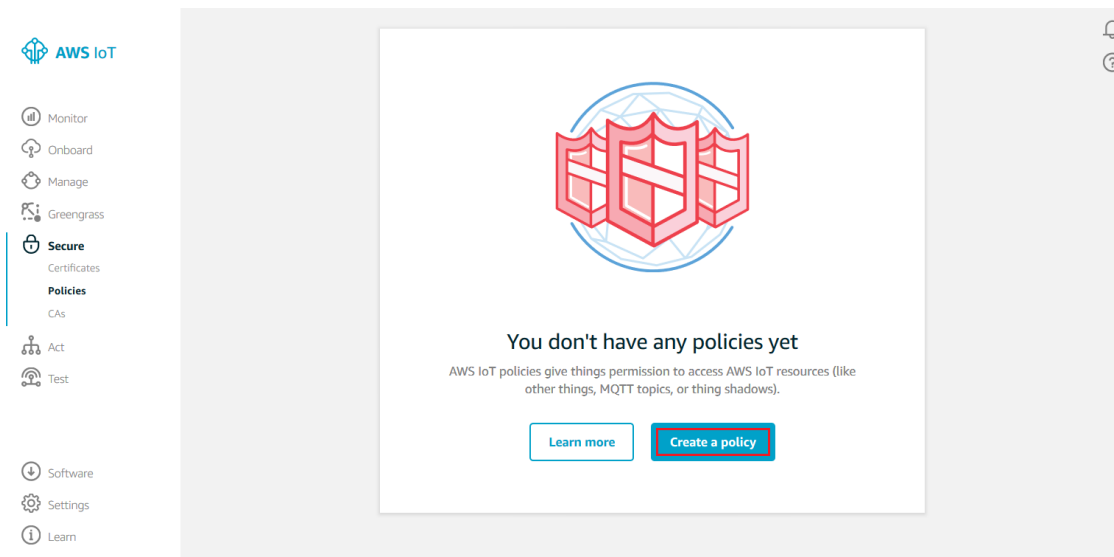 AWS IoT
Monitor
Onboard
Manage
Greengrass
Secure
Certificates
Policies
CAs
Act
Test
Software
Settings
Learn
You don't have any policies yet
AWS IoT policies give things permission to access AWS IoT resources (like
other things, MQTT topics, or thing shadows).
Learn more
Create a policy